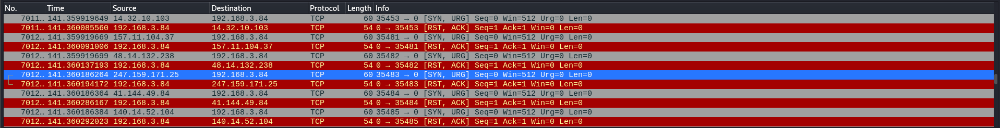 No. Time Source Destination Protocol Length Info
7011… 141.359919649 14.32.10.103 192.168.3.84 TCP 60 35453 → 0 [SYN, URG] Seq=0 Win=512 Urg=0 Len=0
7011… 141.360085560 192.168.3.84 14.32.10.103 TCP 54 0 → 35453 [RST, ACK] Seq=1 Ack=1 Win=0 Len=0
7012… 141.359919669 157.11.104.37 192.168.3.84 TCP 60 35481 → 0 [SYN, URG] Seq=0 Win=512 Urg=0 Len=0
7012… 141.360091006 192.168.3.84 157.11.104.37 TCP 54 0 → 35481 [RST, ACK] Seq=1 Ack=1 Win=0 Len=0
7012… 141.359919699 48.14.132.238 192.168.3.84 TCP 60 35482 → 0 [SYN, URG] Seq=0 Win=512 Urg=0 Len=0
7012… 141.360137193 192.168.3.84 48.14.132.238 TCP 54 0 → 35482 [RST, ACK] Seq=1 Ack=1 Win=0 Len=0
7012… 141.360186264 247.159.171.25 192.168.3.84 TCP 60 35483 → 0 [SYN, URG] Seq=0 Win=512 Urg=0 Len=0
7012… 141.360194172 192.168.3.84 247.159.171.25 TCP 54 0 → 35483 [RST, ACK] Seq=1 Ack=1 Win=0 Len=0
7012… 141.360186364 41.144.49.84 192.168.3.84 TCP 60 35484 → 0 [SYN, URG] Seq=0 Win=512 Urg=0 Len=0
7012… 141.360286167 192.168.3.84 41.144.49.84 TCP 54 0 → 35484 [RST, ACK] Seq=1 Ack=1 Win=0 Len=0
7012… 141.360186384 140.14.52.104 192.168.3.84 TCP 60 35485 → 0 [SYN, URG] Seq=0 Win=512 Urg=0 Len=0
7012… 141.360292023 192.168.3.84 140.14.52.104 TCP 54 0 → 35485 [RST, ACK] Seq=1 Ack=1 Win=0 Len=0